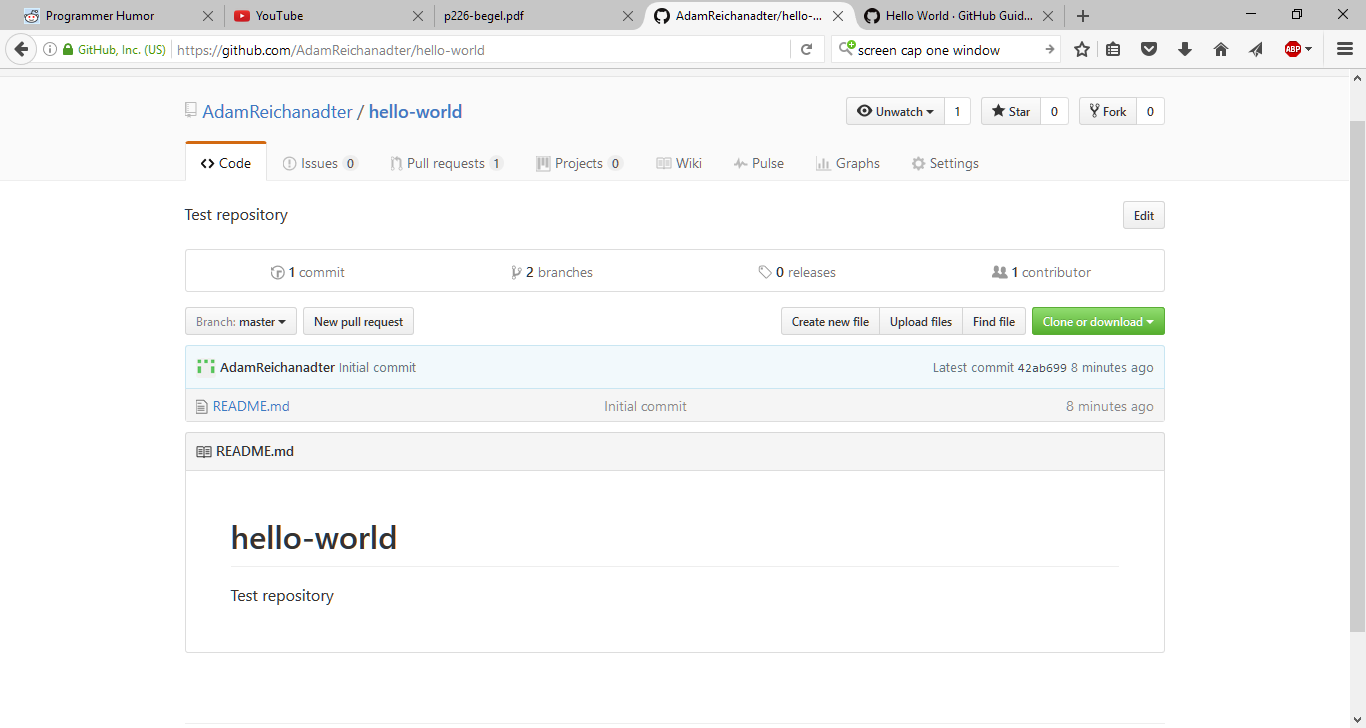 Programmer Humor YouTube p226-begel.pdf AdamReichanadter/hello-... Hello World · GitHub Guid...
GitHub, Inc. (US) https://github.com/AdamReichanadter/hello-world screen cap one window ABP
AdamReichanadter / hello-world Unwatch 1 Star 0 Fork 0
Code Issues 0 Pull requests 1 Projects 0 Wiki Pulse Graphs Settings
Test repository Edit
1 commit 2 branches 0 releases 1 contributor
Branch: master New pull request Create new file Upload files Find file Clone or download
AdamReichanadter Initial commit Latest commit 42ab699 8 minutes ago
README.md Initial commit 8 minutes ago
README.md
hello-world
Test repository